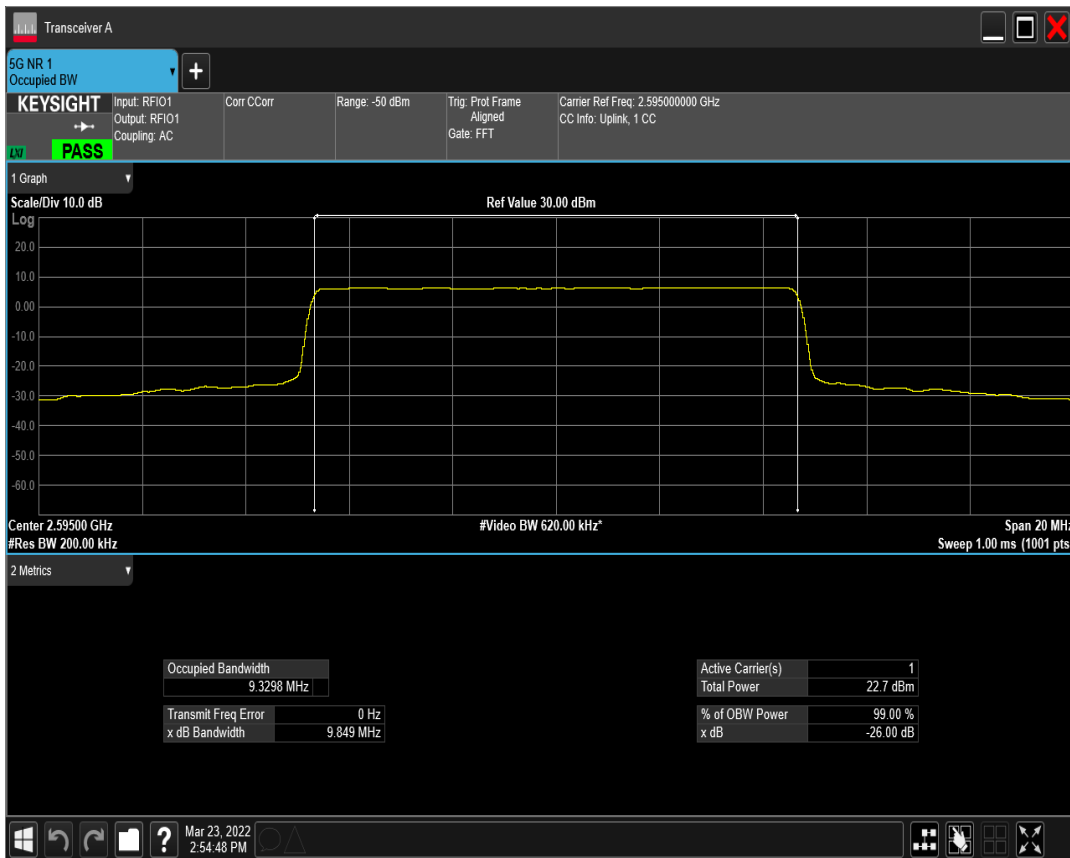 Transceiver A
5G NR 1
Occupied BW
KEYSIGHT
LXI
PASS
Input: RFIO1
Output: RFIO1
Coupling: AC
Corr CCorr
Range: -50 dBm
Trig: Prot Frame
Aligned
Gate: FFT
Carrier Ref Freq: 2.595000000 GHz
CC Info: Uplink, 1 CC
1 Graph
Scale/Div 10.0 dB
Ref Value 30.00 dBm
Log
20.0
10.0
0.00
-10.0
-20.0
-30.0
-40.0
-50.0
-60.0
Center 2.59500 GHz
#Video BW 620.00 kHz*
Span 20 MHz
#Res BW 200.00 kHz
Sweep 1.00 ms (1001 pts
2 Metrics
Occupied Bandwidth
9.3298 MHz
Transmit Freq Error 0 Hz
x dB Bandwidth 9.849 MHz
Active Carrier(s) 1
Total Power 22.7 dBm
% of OBW Power 99.00 %
x dB -26.00 dB
Mar 23, 2022
2:54:48 PM